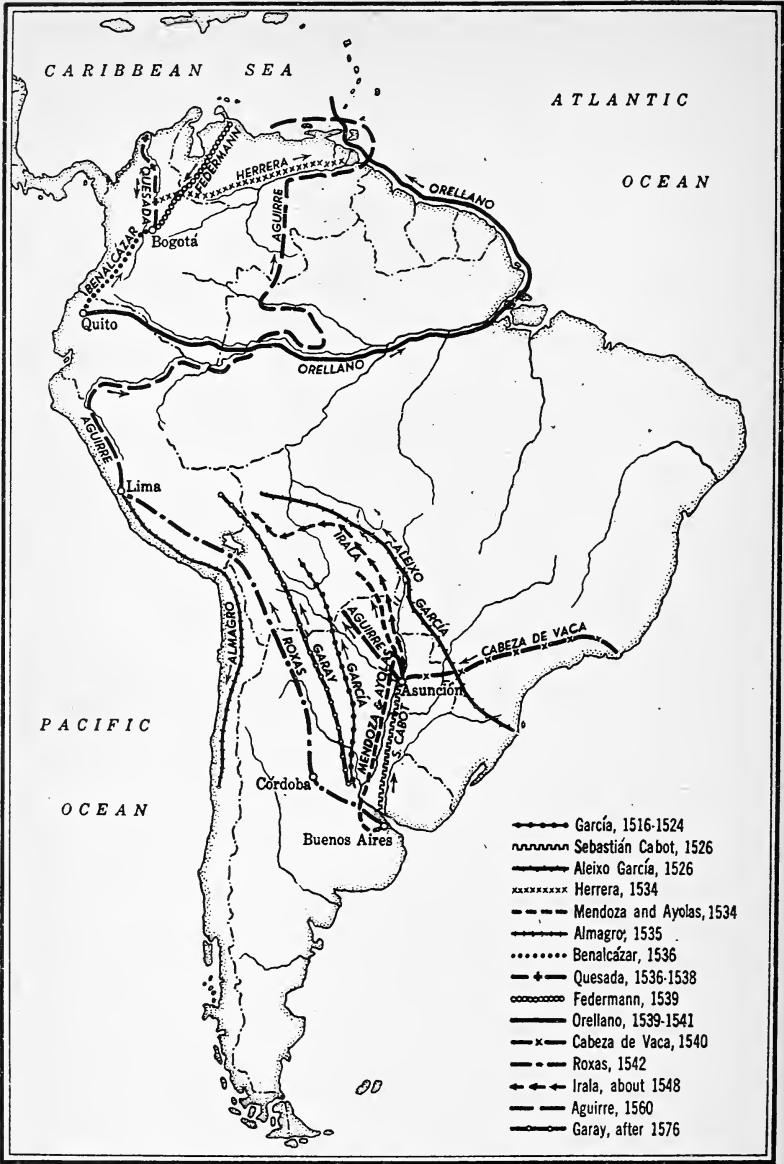 CARIBBEAN SEA
ATLANTIC
OCEAN
QUESADA
FEDERMANN
HERRERA
ORELLANO
AGUIRRE
BENALCÁZAR
Bogotá
Quito
ORELLANO
AGUIRRE
Lima
IRALA
ALEIXO GARCÍA
AGUIRRE
CABEZA DE VACA
ALMAGRO
ROXAS
GARAY
GARCÍA
MENDOZA & AYOL
Asunción
S. CABOT
PACIFIC
OCEAN
Córdoba
Buenos Aires
García, 1516-1524
Sebastián Cabot, 1526
Aleixo García, 1526
Herrera, 1534
Mendoza and Ayolas, 1534
Almagro, 1535
Benalcázar, 1536
Quesada, 1536-1538
Federmann, 1539
Orellano, 1539-1541
Cabeza de Vaca, 1540
Roxas, 1542
Irala, about 1548
Aguirre, 1560
Garay, after 1576